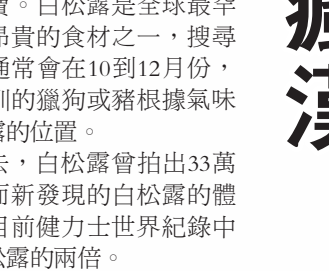 貴。白松露是全球最罕
昂貴的食材之一，搜尋
通常會在10到12月份，
訓的獵狗或豬根據氣味
露的位置。
去，白松露曾拍出33萬
而新發現的白松露的體
目前健力士世界紀錄中
松露的兩倍。